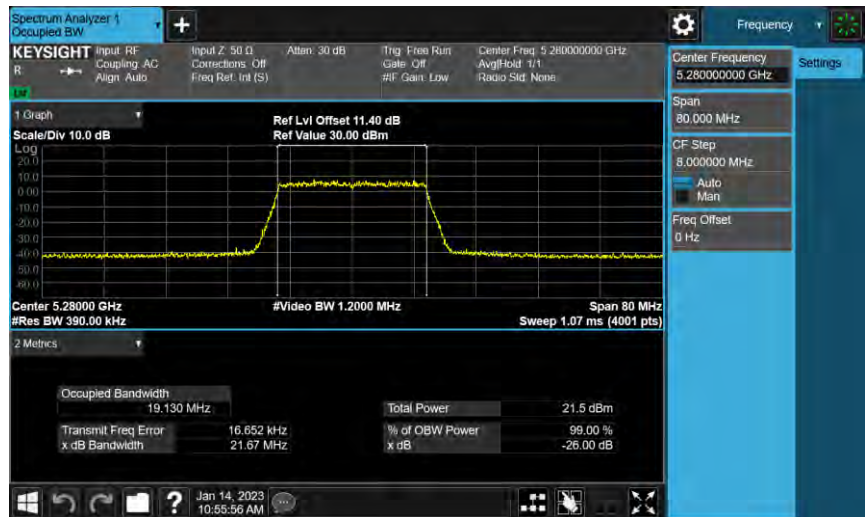 Spectrum Analyzer 1
Occupied BW
+
Frequency
KEYSIGHT
R
Input: RF
Coupling: AC
Align: Auto
Input Z: 50 Ω
Corrections: Off
Freq Ref: Int (S)
Atten: 30 dB
Trig: Free Run
Gate: Off
#IF Gain: Low
Center Freq: 5.280000000 GHz
Avg|Hold: 1/1
Radio Std: None
Center Frequency
5.280000000 GHz
Settings
Span
80.000 MHz
CF Step
8.000000 MHz
Auto
Man
Freq Offset
0 Hz
1 Graph
Scale/Div 10.0 dB
Ref Lvl Offset 11.40 dB
Ref Value 30.00 dBm
Log
20.0
10.0
0.00
-10.0
-20.0
-30.0
-40.0
-50.0
-60.0
Center 5.28000 GHz
#Video BW 1.2000 MHz
Span 80 MHz
#Res BW 390.00 kHz
Sweep 1.07 ms (4001 pts)
2 Metrics
Occupied Bandwidth
19.130 MHz
Total Power 21.5 dBm
Transmit Freq Error 16.652 kHz
% of OBW Power 99.00 %
x dB Bandwidth 21.67 MHz
x dB -26.00 dB
?
Jan 14, 2023
10:55:56 AM